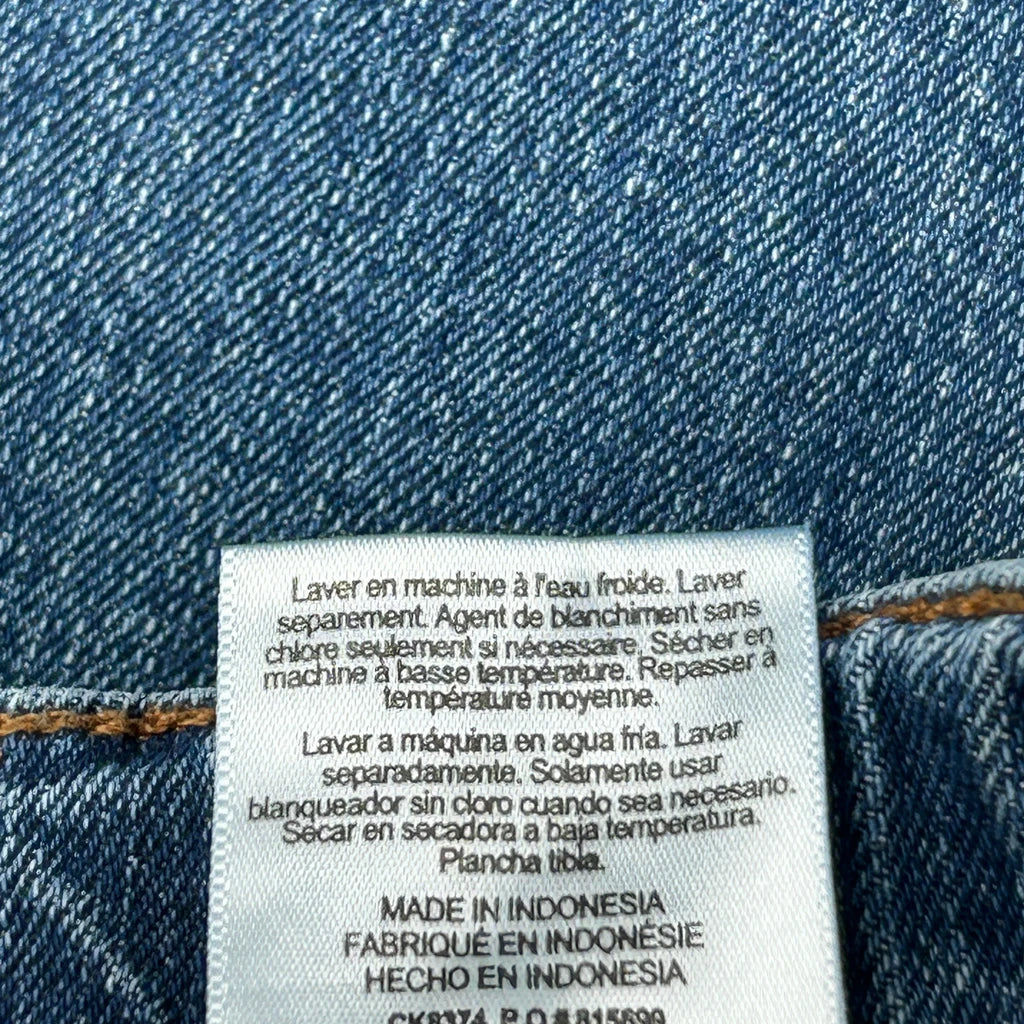 Laver en machine à l'eau froide. Laver
separement. Agent de blanchiment sans
chlore seulement si nécessaire. Sécher en
machine à basse température. Repasser à
température moyenne.
Lavar a máquina en agua fría. Lavar
separadamente. Solamente usar
blanqueador sin cloro cuando sea necesario.
Secar en secadora a baja temperatura.
Plancha tibia.
MADE IN INDONESIA
FABRIQUÉ EN INDONÉSIE
HECHO EN INDONESIA
P.O.#